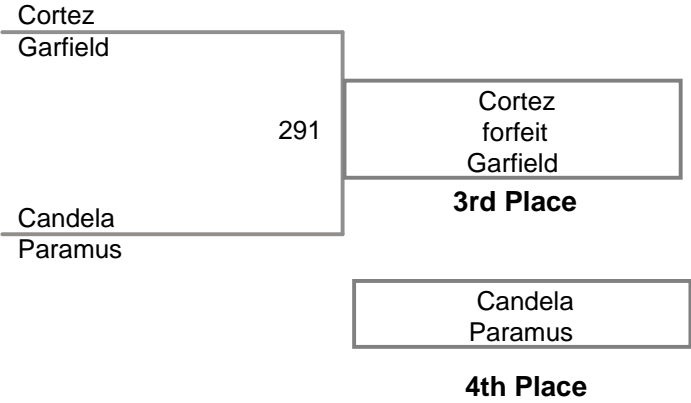 Cortez
Garfield
291
Cortez
forfeit
Garfield
3rd Place
Candela
Paramus
Candela
Paramus
4th Place